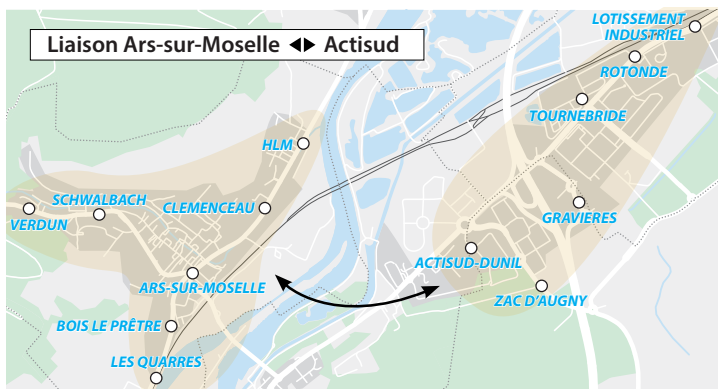 Liaison Ars-sur-Moselle ◄► Actisud
LOTISSEMENT
INDUSTRIEL
ROTONDE
TOURNEBRIDE
HLM
SCHWALBACH
CLEMENCEAU
VERDUN
GRAVIERES
ACTISUD-DUNIL
ARS-SUR-MOSELLE
ZAC D'AUGNY
BOIS LE PRÊTRE
LES QUARRES